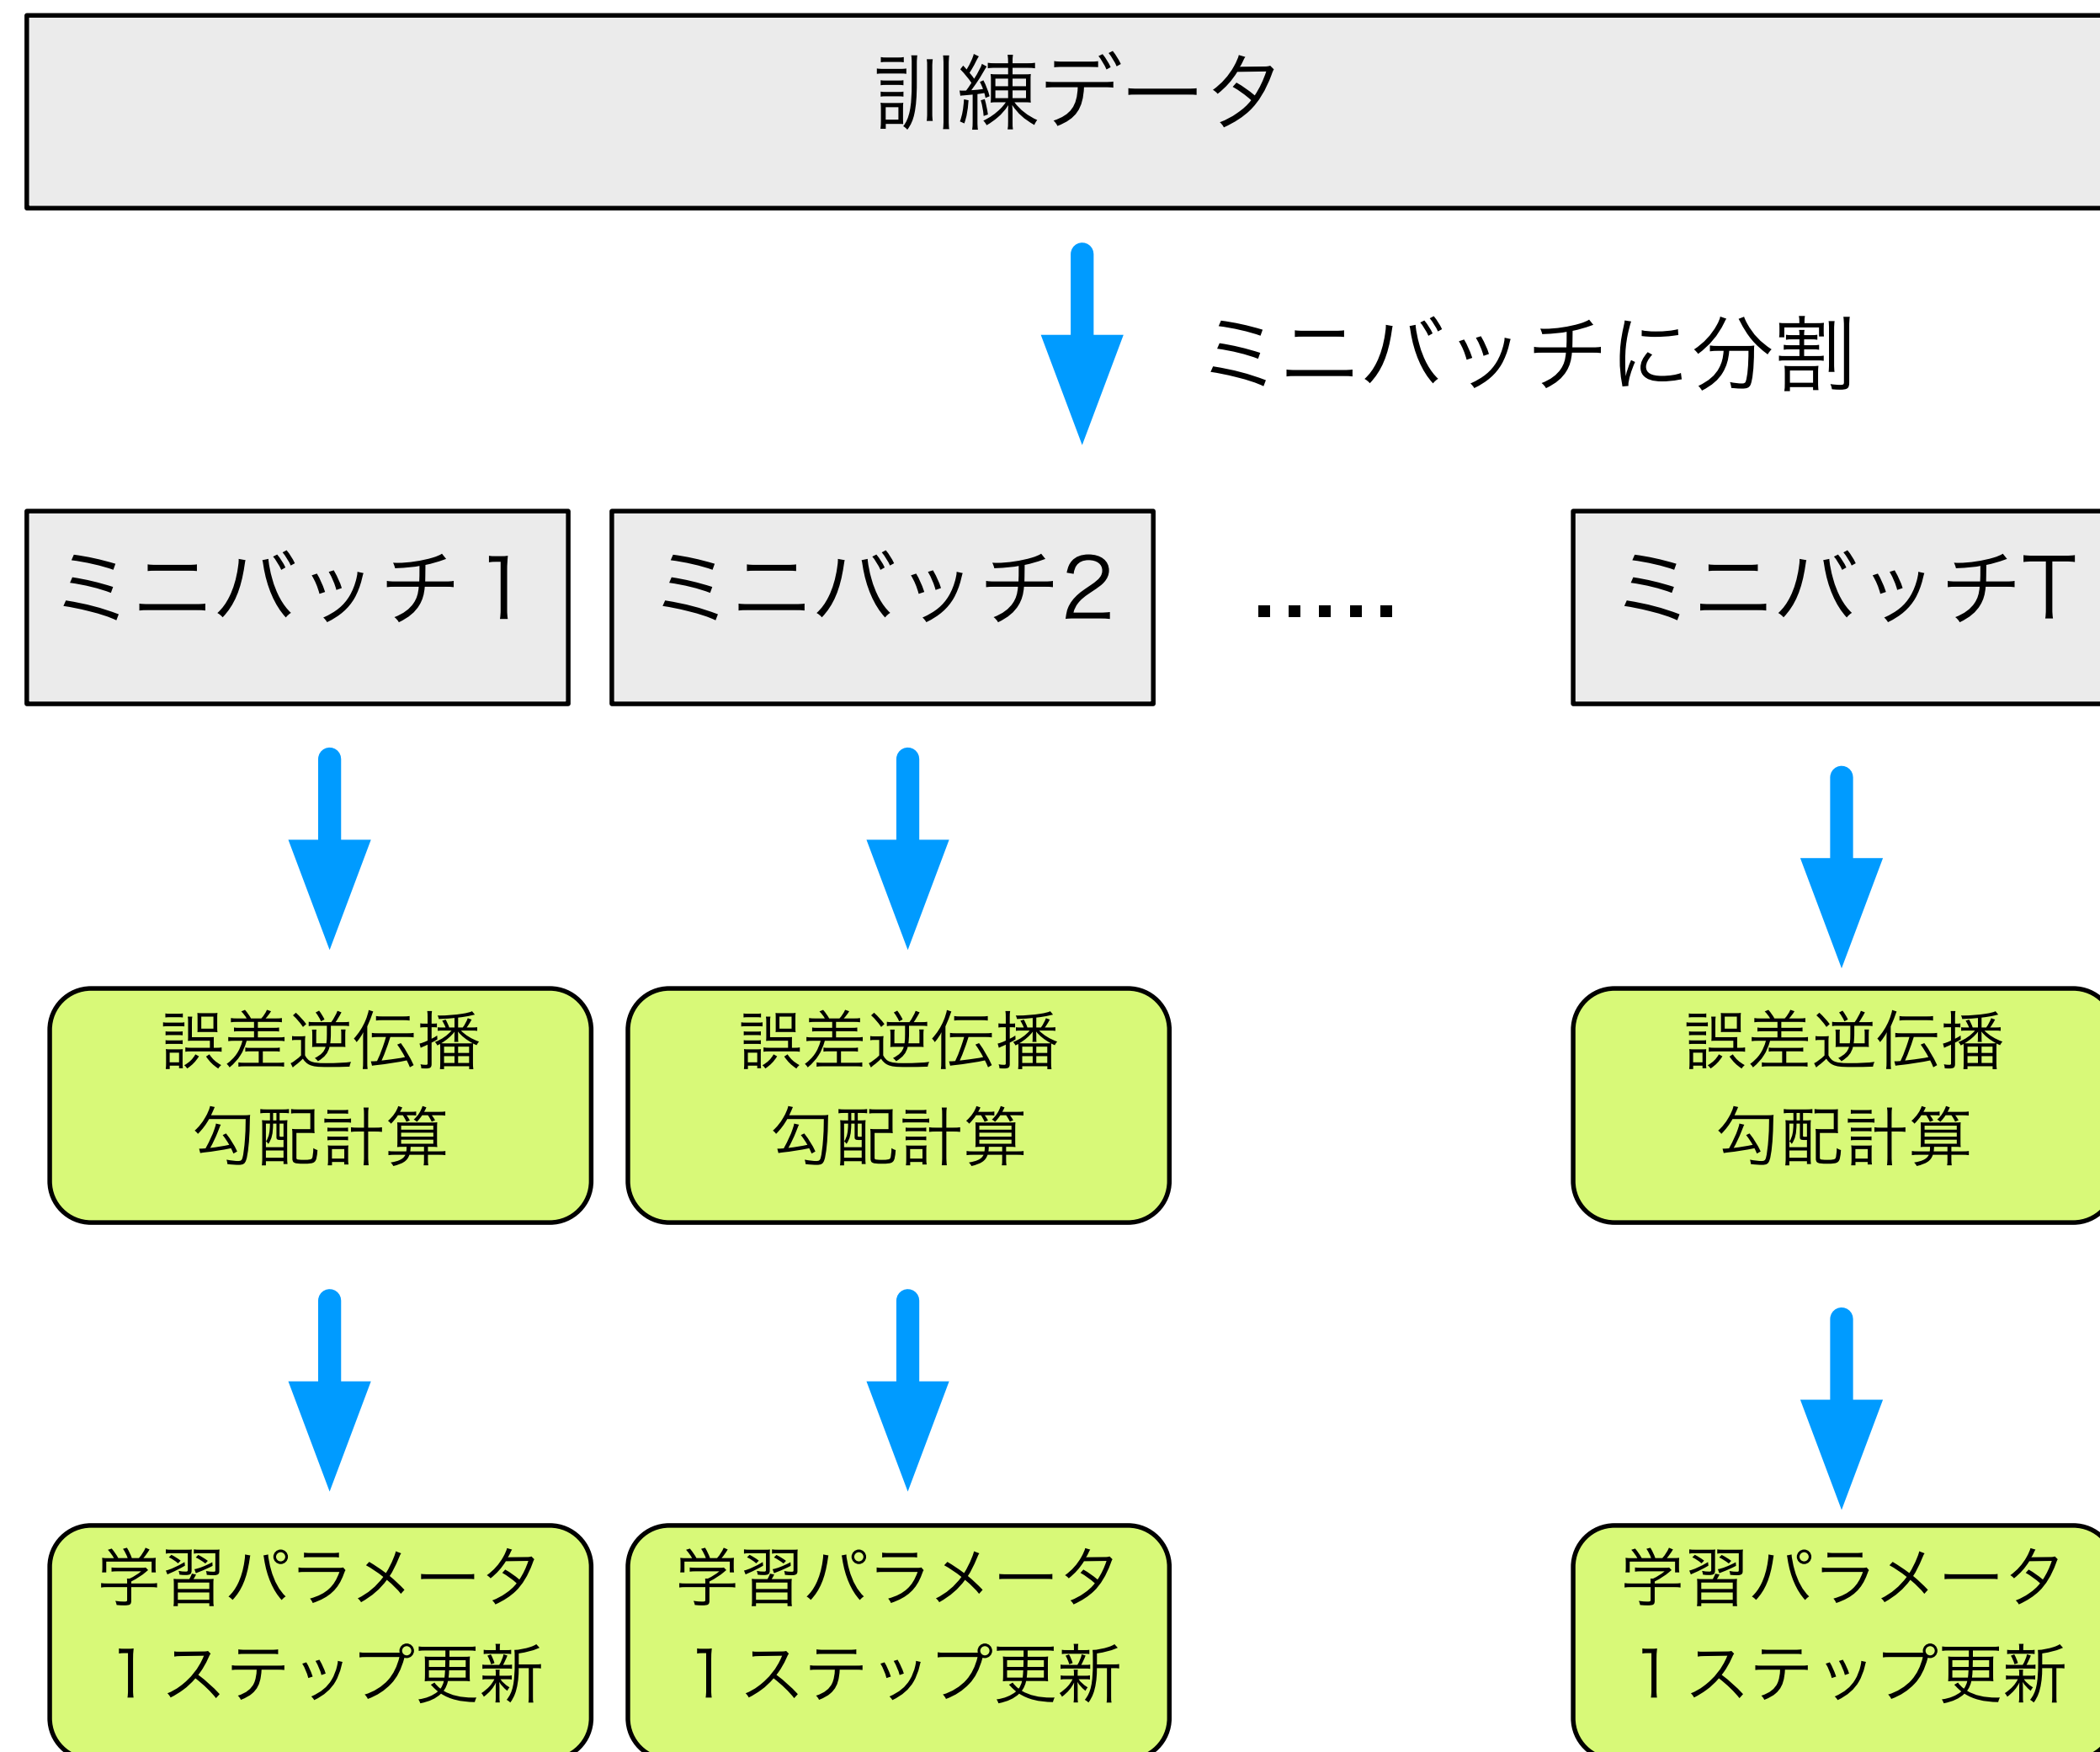 訓練データ
ミニバッチに分割
ミニバッチ１
ミニバッチ2
.....
ミニバッチT
誤差逆伝播
勾配計算
誤差逆伝播
勾配計算
誤差逆伝播
勾配計算
学習パラメータ
１ステップ更新
学習パラメータ
１ステップ更新
学習パラメータ
１ステップ更新